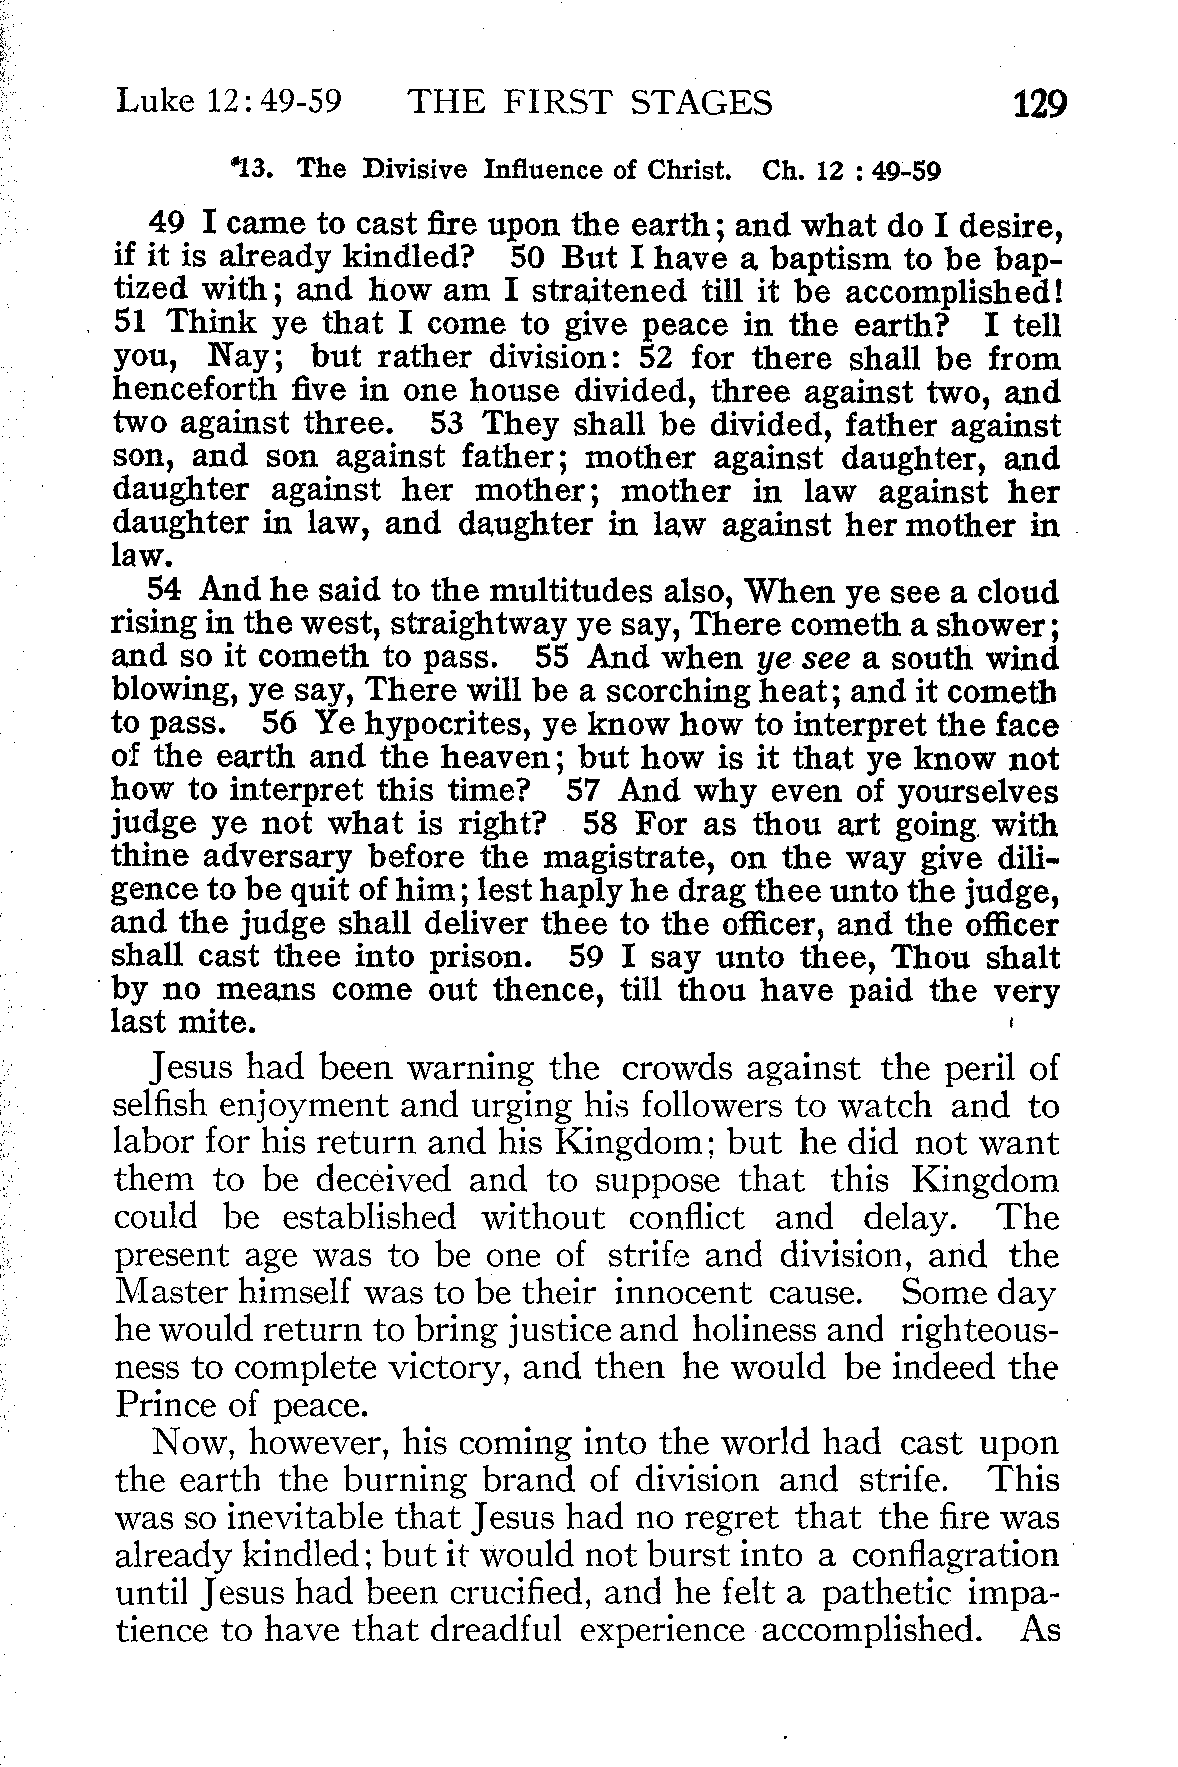 Luke 12:49-59 THE FIRST STAGES 129
13. The Divisive Influence of Christ. Ch. 12 : 49-59
49 I came to cast fire upon the earth; and what do I desire,
if it is already kindled? 50 But I have a baptism to be bap-
tized with; and how am I straitened till it be accomplished!
51 Think ye that I come to give peace in the earth? I tell
you, Nay; but rather division: 52 for there shall be from
henceforth five in one house divided, three against two, and
two against three. 53 They shall be divided, father against
son, and son against father; mother against daughter, and
daughter against her mother; mother in law against her
daughter in law, and daughter in law against her mother in
law.
54 And he said to the multitudes also, When ye see a cloud
rising in the west, straightway ye say, There cometh a shower;
and so it cometh to pass. 55 And when ye see a south wind
blowing, ye say, There will be a scorching heat; and it cometh
to pass. 56 Ye hypocrites, ye know how to interpret the face
of the earth and the heaven; but how is it that ye know not
how to interpret this time? 57 And why even of yourselves
judge ye not what is right? 58 For as thou art going with
thine adversary before the magistrate, on the way give dili-
gence to be quit of him; lest haply he drag thee unto the judge,
and the judge shall deliver thee to the officer, and the officer
shall cast thee into prison. 59 I say unto thee, Thou shalt
by no means come out thence, till thou have paid the very
last mite.
Jesus had been warning the crowds against the peril of
selfish enjoyment and urging his followers to watch and to
labor for his return and his Kingdom; but he did not want
them to be deceived and to suppose that this Kingdom
could be established without conflict and delay. The
present age was to be one of strife and division, and the
Master himself was to be their innocent cause. Some day
he would return to bring justice and holiness and righteous-
ness to complete victory, and then he would be indeed the
Prince of peace.
Now, however, his coming into the world had cast upon
the earth the burning brand of division and strife. This
was so inevitable that Jesus had no regret that the fire was
already kindled; but it would not burst into a conflagration
until Jesus had been crucified, and he felt a pathetic impa-
tience to have that dreadful experience accomplished. As